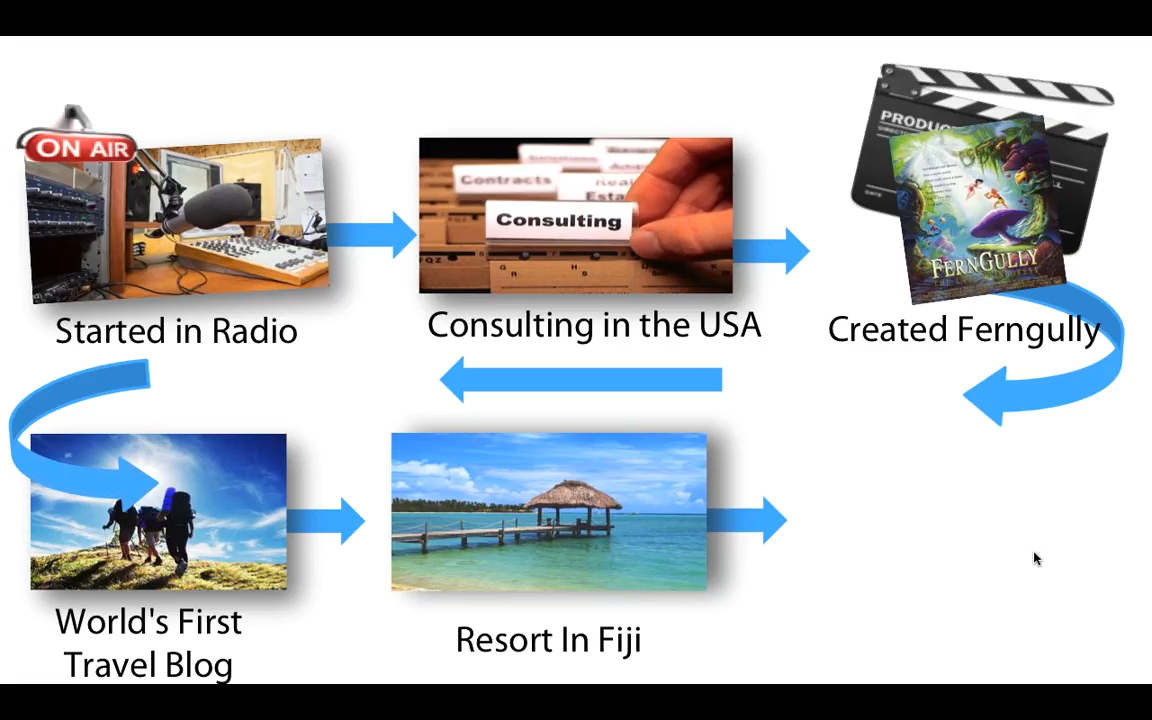 ON AIR
Contracts
Consulting
FERNGULLY
Started in Radio
Consulting in the USA
Created Ferngully
World's First
Travel Blog
Resort In Fiji